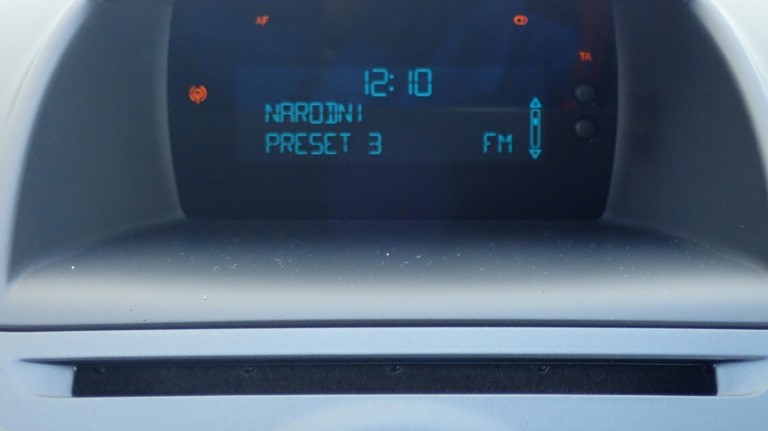 AF
TA
12:10
NARODNI
PRESET 3 FM